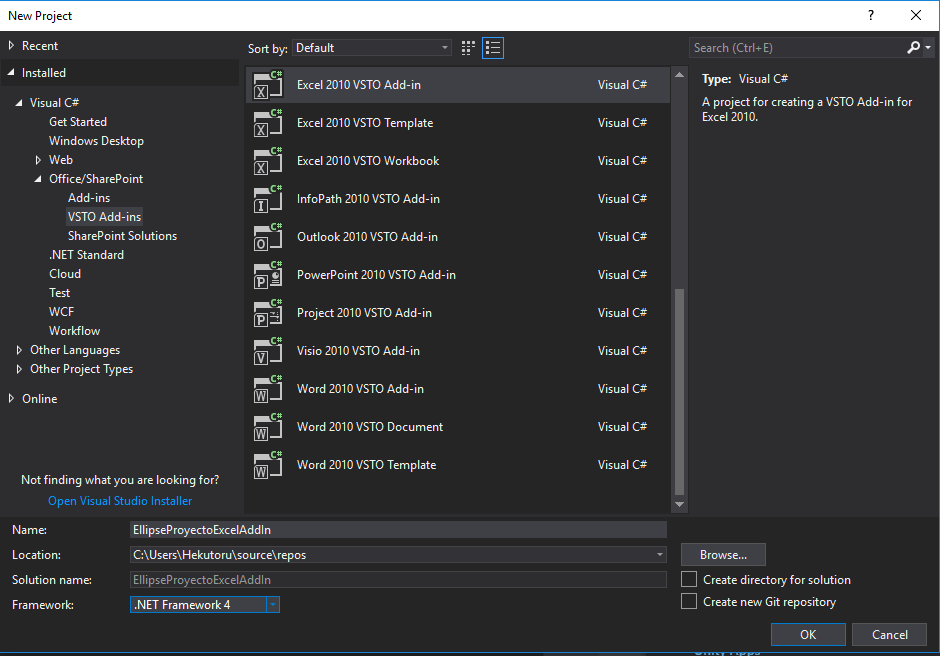 New Project
?
Recent
Installed
Visual C#
Get Started
Windows Desktop
Web
Office/SharePoint
Add-ins
VSTO Add-ins
SharePoint Solutions
.NET Standard
Cloud
Test
WCF
Workflow
Other Languages
Other Project Types
Online
Not finding what you are looking for?
Open Visual Studio Installer
Sort by: Default
C# X Excel 2010 VSTO Add-in Visual C#
C# X Excel 2010 VSTO Template Visual C#
C# X Excel 2010 VSTO Workbook Visual C#
C# I InfoPath 2010 VSTO Add-in Visual C#
C# O Outlook 2010 VSTO Add-in Visual C#
C# P PowerPoint 2010 VSTO Add-in Visual C#
C# P Project 2010 VSTO Add-in Visual C#
C# V Visio 2010 VSTO Add-in Visual C#
C# W Word 2010 VSTO Add-in Visual C#
C# W Word 2010 VSTO Document Visual C#
C# W Word 2010 VSTO Template Visual C#
Search (Ctrl+E)
Type: Visual C#
A project for creating a VSTO Add-in for
Excel 2010.
Name: EllipseProyectoExcelAddIn
Location: C:\Users\Hekutoru\source\repos
Solution name: EllipseProyectoExcelAddIn
Framework: .NET Framework 4
Browse...
Create directory for solution
Create new Git repository
OK Cancel